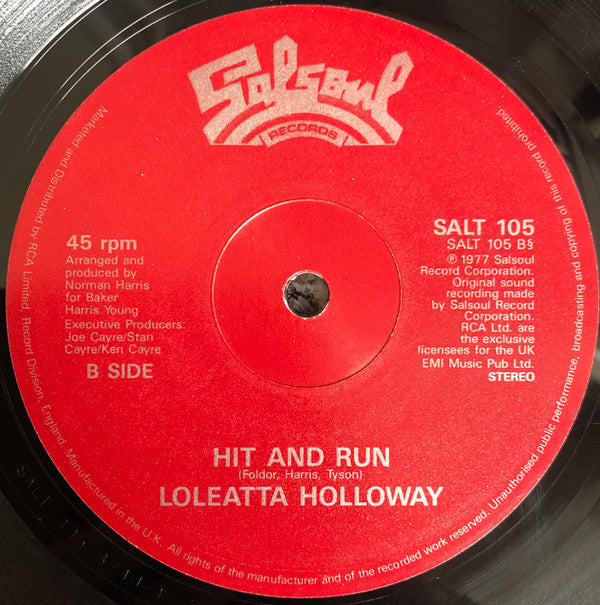 Salsoul
RECORDS
45 rpm
Arranged and
produced by
Norman Harris
for Baker
Harris Young
Executive Producers:
Joe Cayre/Stan
Cayre/Ken Cayre
B SIDE
SALT 105
SALT 105 B§
℗ 1977 Salsoul
Record Corporation.
Original sound
recording made
by Salsoul Record
Corporation.
RCA Ltd. are
the exclusive
licensees for the UK
EMI Music Pub Ltd.
STEREO
HIT AND RUN
(Foldor, Harris, Tyson)
LOLEATTA HOLLOWAY
Marketed and Distributed by RCA Limited, Record Division, England. Manufactured in the U.K. All rights of the manufacturer and of the recorded work reserved. Unauthorised public performance, broadcasting and copying of this record prohibited.